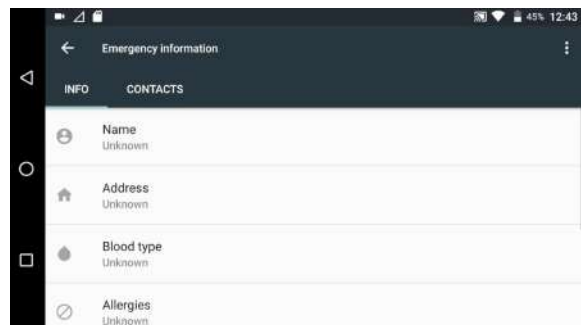 45% 12:43
Emergency information
INFO CONTACTS
Name
Unknown
Address
Unknown
Blood type
Unknown
Allergies
Unknown